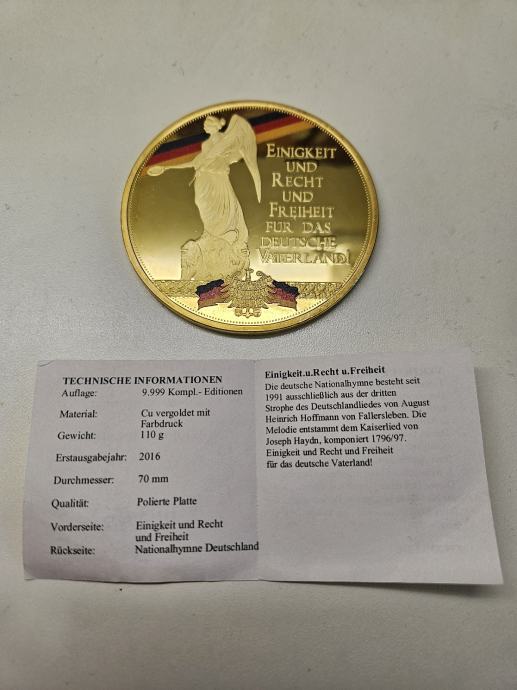 EINIGKEIT
UND
RECHT
UND
FREIHEIT
FÜR DAS
DEUTSCHE
VATERLAND!
TECHNISCHE INFORMATIONEN
Auflage: 9.999 Kompl.- Editionen
Material: Cu vergoldet mit
Farbdruck
Gewicht: 110 g
Erstausgabejahr: 2016
Durchmesser: 70 mm
Qualität: Polierte Platte
Vorderseite: Einigkeit und Recht
und Freiheit
Rückseite: Nationalhymne Deutschland
Einigkeit.u.Recht u.Freiheit
Die deutsche Nationalhymne besteht seit
1991 ausschließlich aus der dritten
Strophe des Deutschlandliedes von August
Heinrich Hoffmann von Fallersleben. Die
Melodie entstammt dem Kaiserlied von
Joseph Haydn, komponiert 1796/97.
Einigkeit und Recht und Freiheit
für das deutsche Vaterland!